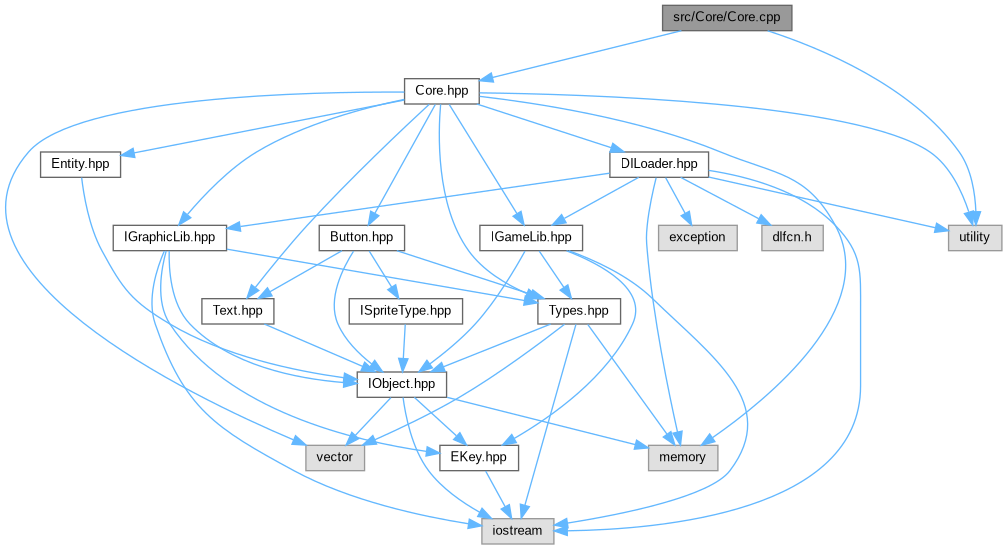 src/Core/Core.cpp
Core.hpp
Entity.hpp
DlLoader.hpp
IGraphicLib.hpp
Button.hpp
IGameLib.hpp
exception
dlfcn.h
utility
Text.hpp
ISpriteType.hpp
Types.hpp
IObject.hpp
vector
EKey.hpp
memory
iostream